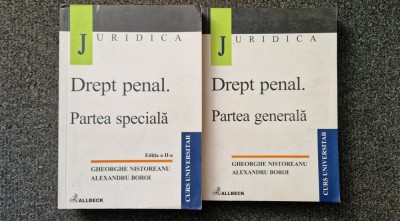 JURIDICA
Drept penal.
Partea specială
Ediția a II-a
GHEORGHE NISTOREANU
ALEXANDRU BOROI
CURS UNIVERSITAR
ALLBECK
JURIDICA
Drept penal.
Partea generală
GHEORGHE NISTOREANU
ALEXANDRU BOROI
CURS UNIVERSITAR
ALLBECK